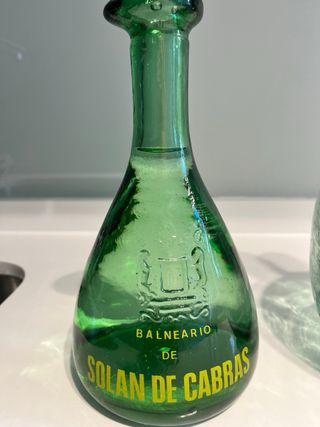 BALNEARIO
DE
SOLAN DE CABRAS